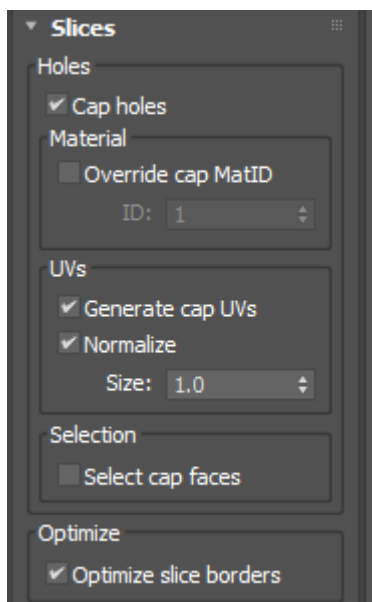 Slices
Holes
Cap holes
Material
Override cap MatID
ID: 1
UVs
Generate cap UVs
Normalize
Size: 1.0
Selection
Select cap faces
Optimize
Optimize slice borders